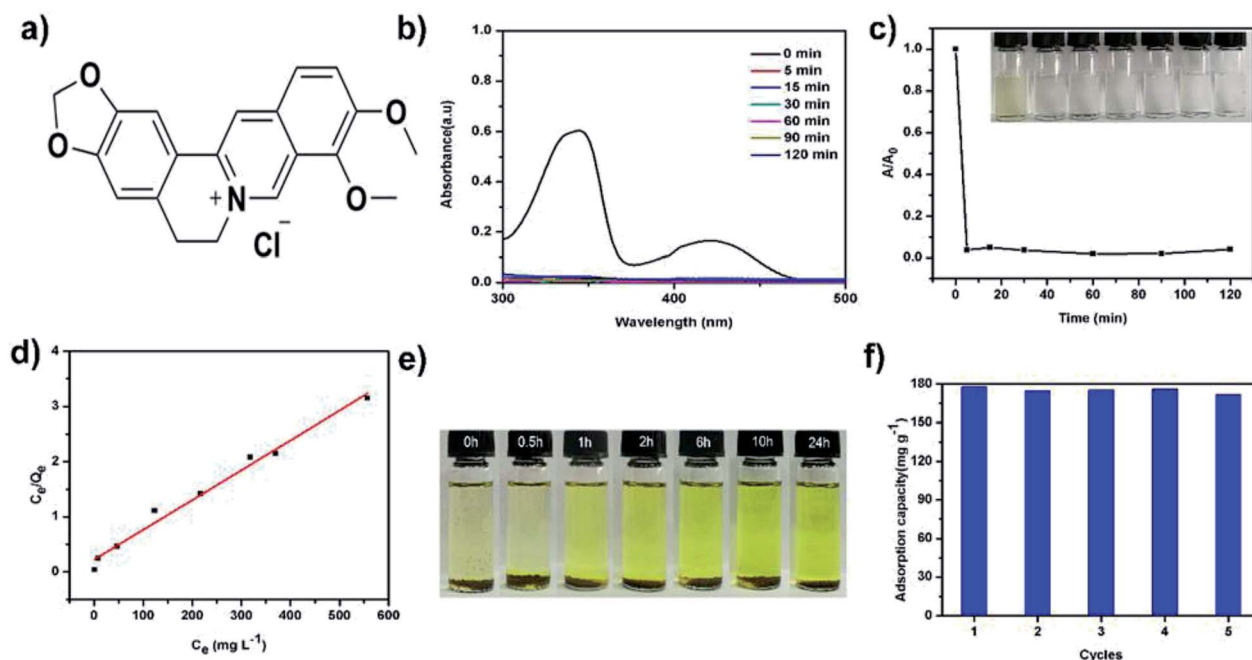 a)
O
O
O
O
N
+
Cl
−
b)
Absorbance(a.u)
1.0
0.8
0.6
0.4
0.2
0.0
300
400
500
Wavelength (nm)
0 min
5 min
15 min
30 min
60 min
90 min
120 min
c)
A/A0
1.0
0.8
0.6
0.4
0.2
0.0
0
20
40
60
80
100
120
Time (min)
d)
Ce/Qe
4
3
2
1
0
0
100
200
300
400
500
600
Ce (mg L-1)
e)
0h
0.5h
1h
2h
6h
10h
24h
f)
Adsorption capacity(mg g-1)
180
150
120
90
60
30
0
1
2
3
4
5
Cycles